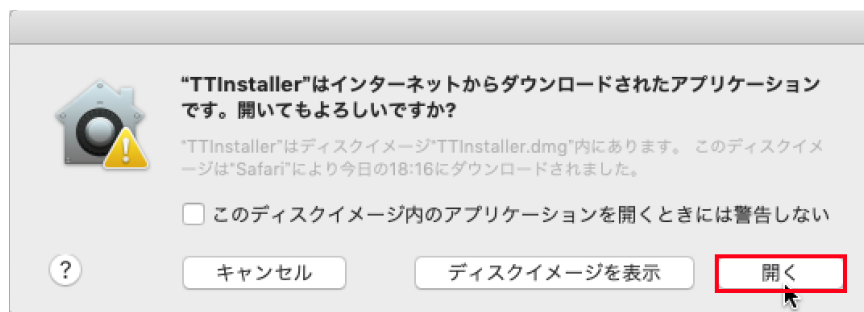 “TTInstaller”はインターネットからダウンロードされたアプリケーション
です。開いてもよろしいですか?
“TTInstaller”はディスクイメージ“TTInstaller.dmg”内にあります。 このディスクイメ
ージは“Safari”により今日の18:16にダウンロードされました。
このディスクイメージ内のアプリケーションを開くときには警告しない
? キャンセル ディスクイメージを表示 開く